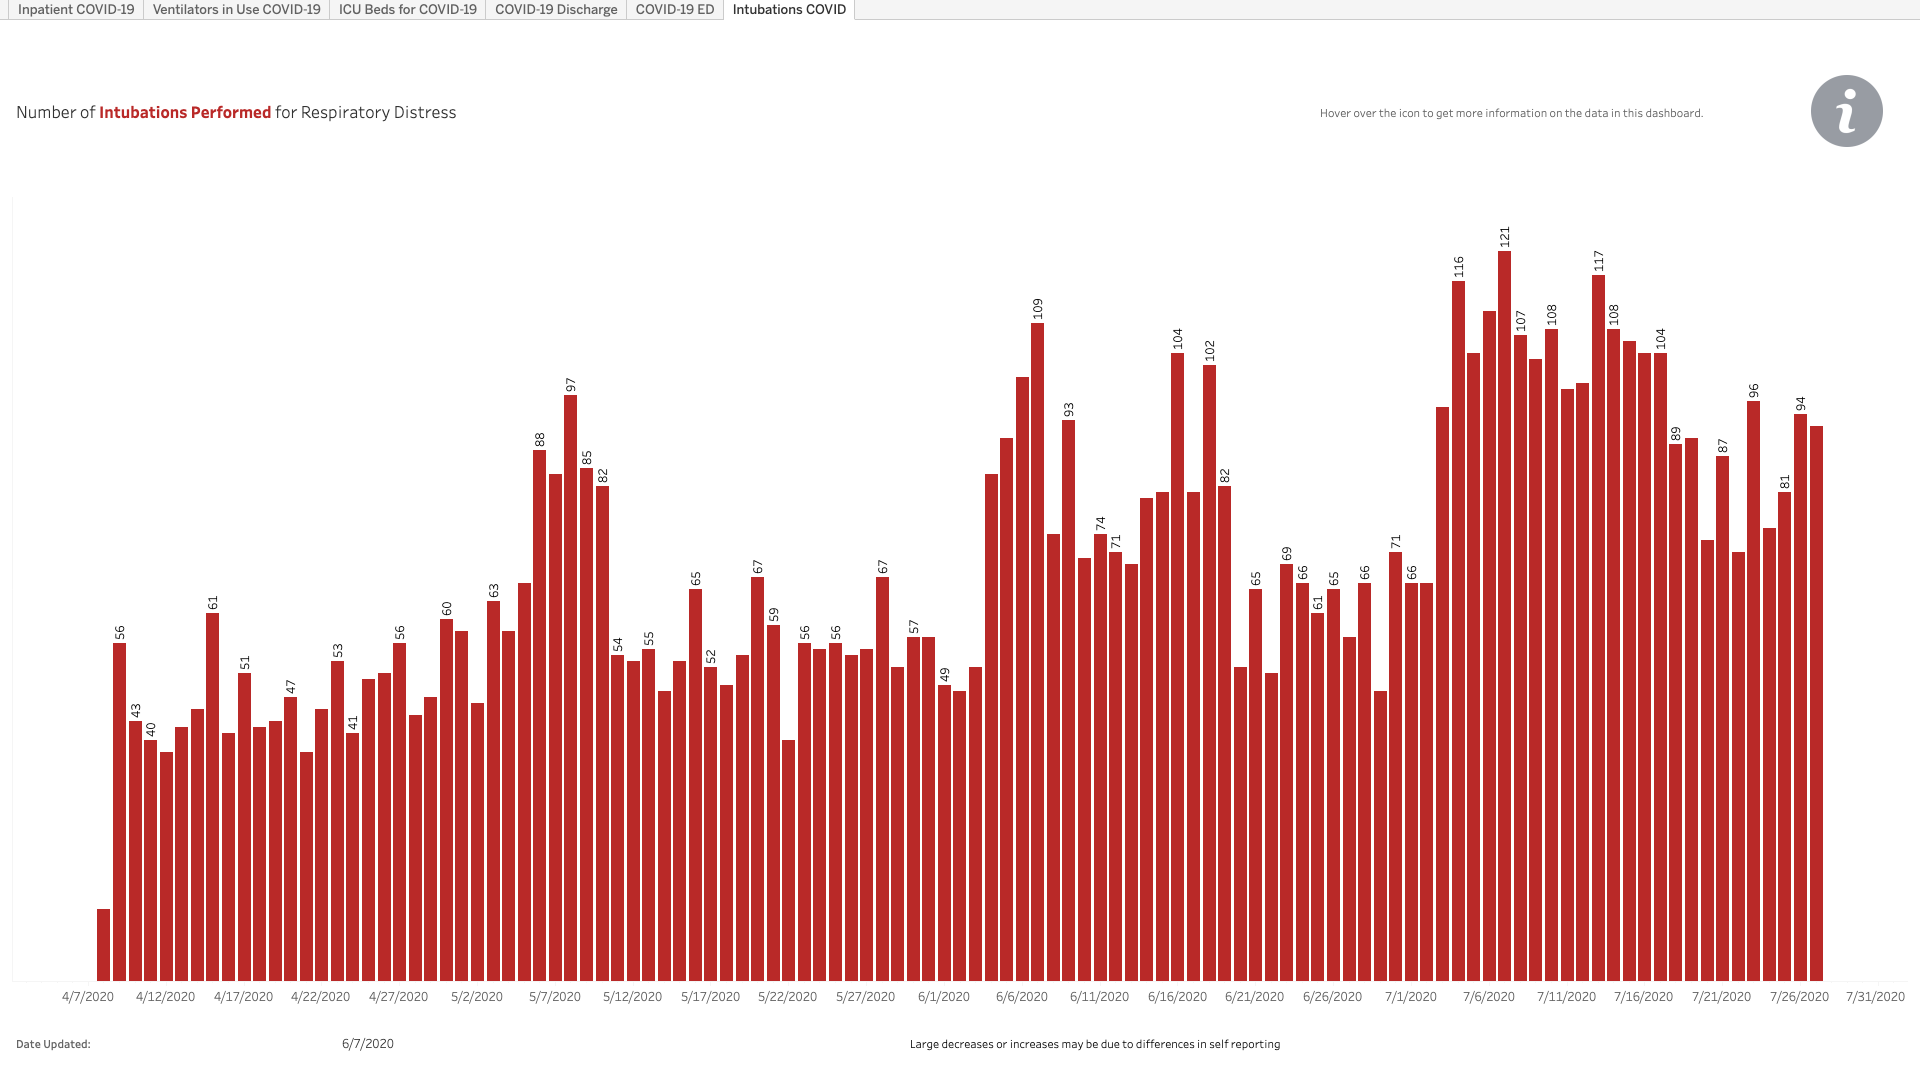 Inpatient COVID-19 Ventilators in Use COVID-19 ICU Beds for COVID-19 COVID-19 Discharge COVID-19 ED Intubations COVID
Number of Intubations Performed for Respiratory Distress
Hover over the icon to get more information on the data in this dashboard.
i
56 43 40 61 51 47 53 41 56 60 63 88 97 85 82 54 55 65 52 67 59 56 56 67 57 49 109 93 74 71 104 102 82 65 69 66 61 65 66 71 66 116 121 107 108 117 108 104 89 87 96 81 94
4/7/2020 4/12/2020 4/17/2020 4/22/2020 4/27/2020 5/2/2020 5/7/2020 5/12/2020 5/17/2020 5/22/2020 5/27/2020 6/1/2020 6/6/2020 6/11/2020 6/16/2020 6/21/2020 6/26/2020 7/1/2020 7/6/2020 7/11/2020 7/16/2020 7/21/2020 7/26/2020 7/31/2020
Date Updated: 6/7/2020
Large decreases or increases may be due to differences in self reporting